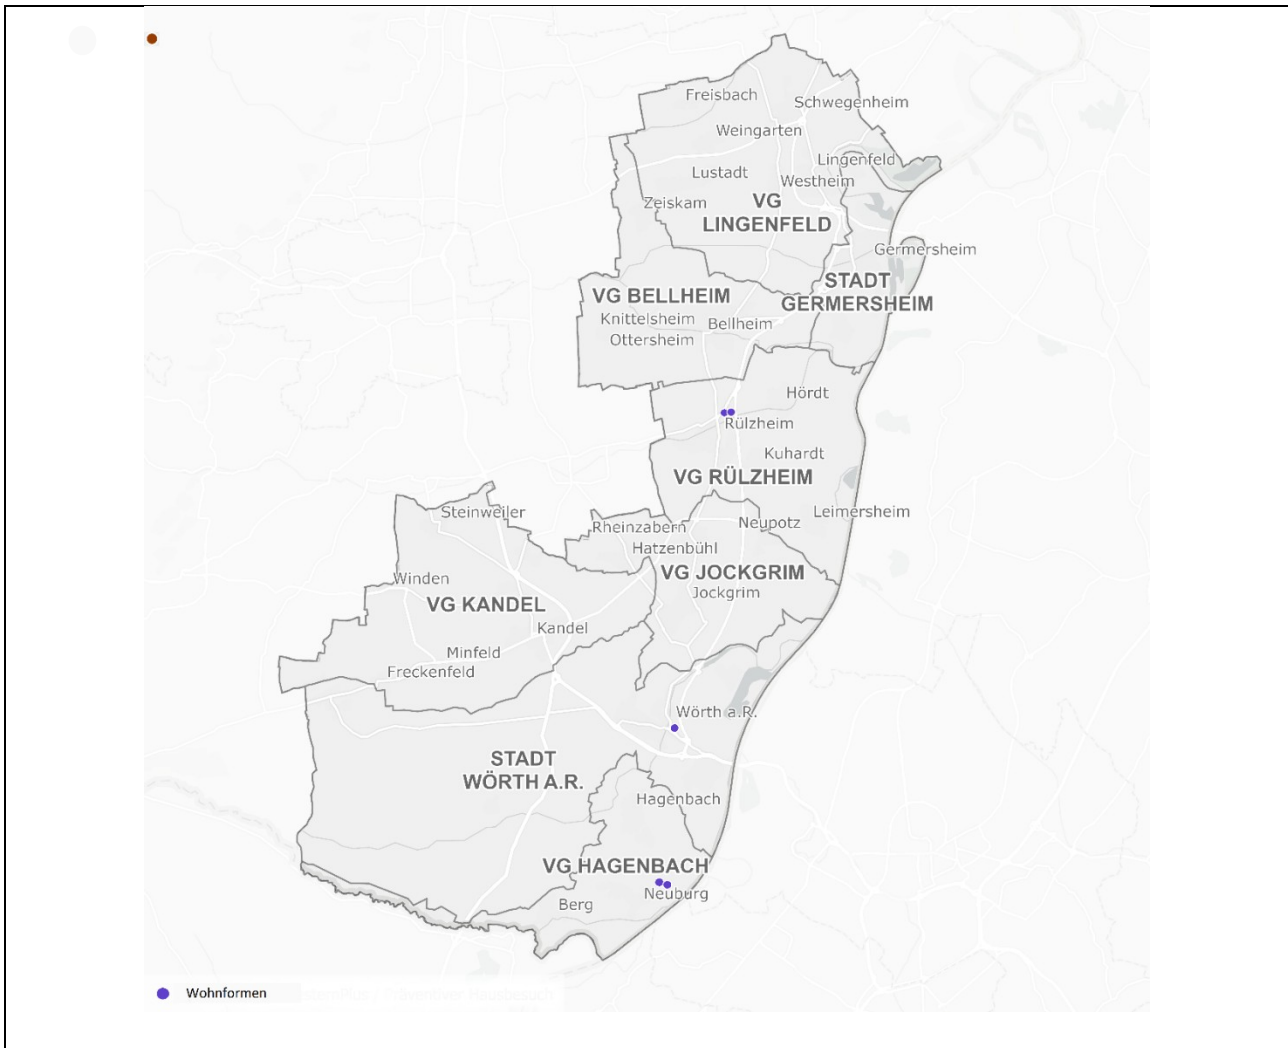 Freisbach
Schwegenheim
Weingarten
Lingenfeld
Lustadt
Westheim
Zeiskam
VG
LINGENFELD
Germersheim
STADT
GERMERSHEIM
VG BELLHEIM
Knittelsheim
Bellheim
Ottersheim
Hördt
Rülzheim
Kuhardt
VG RÜLZHEIM
Leimersheim
Steinweiler
Neupotz
Rheinzabern
Hatzenbühl
VG JOCKGRIM
Jockgrim
Winden
VG KANDEL
Kandel
Minfeld
Freckenfeld
Wörth a.R.
STADT
WÖRTH A.R.
Hagenbach
VG HAGENBACH
Neuburg
Berg
Wohnformen